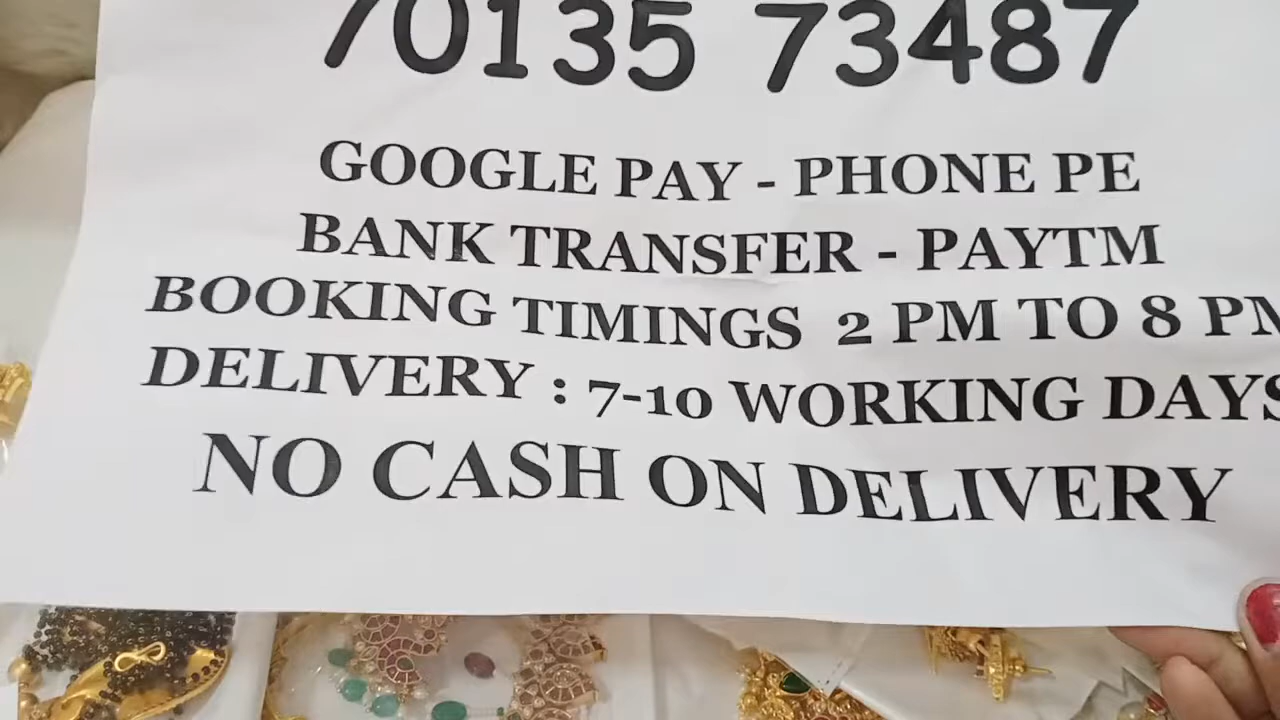 70135 73487
GOOGLE PAY - PHONE PE
BANK TRANSFER - PAYTM
BOOKING TIMINGS 2 PM TO 8 PM
DELIVERY : 7-10 WORKING DAYS
NO CASH ON DELIVERY